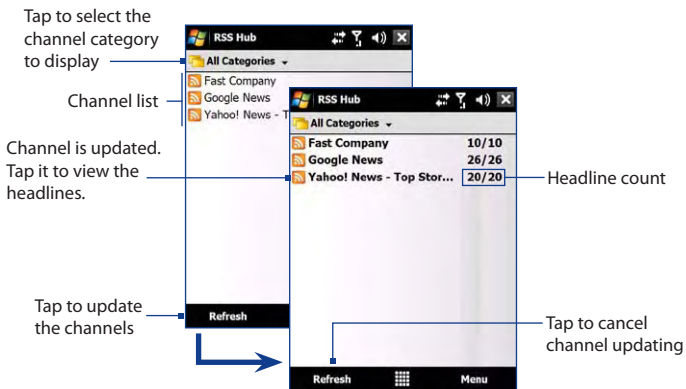 Tap to select the
channel category
to display
Channel list
Channel is updated.
Tap it to view the
headlines.
Tap to update
the channels
RSS Hub
All Categories
Fast Company
Google News
Yahoo! News - T
Refresh
RSS Hub
All Categories
Fast Company 10/10
Google News 26/26
Yahoo! News - Top Stor... 20/20
Refresh Menu
Headline count
Tap to cancel
channel updating